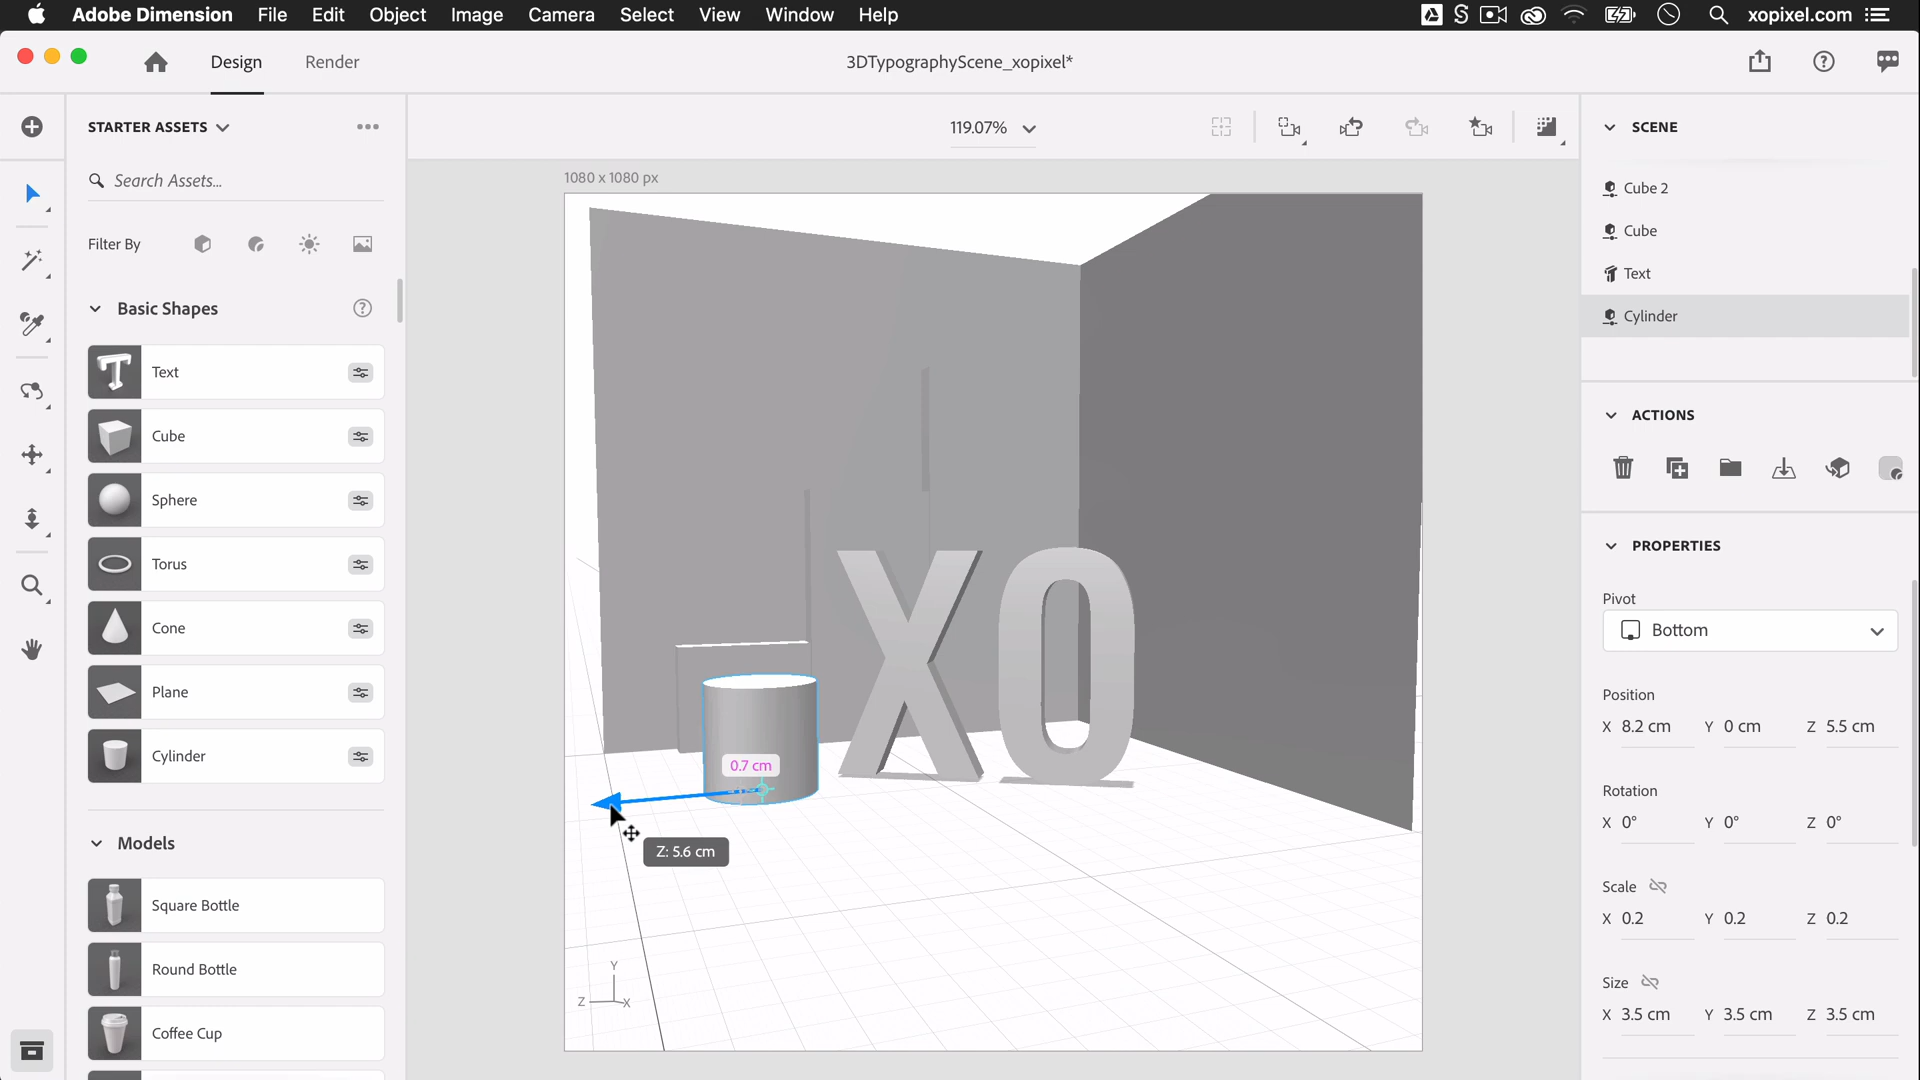 Adobe Dimension File Edit Object Image Camera Select View Window Help xopixel.com
Design Render 3DTypographyScene_xopixel*
STARTER ASSETS
Search Assets...
Filter By
Basic Shapes
Text
Cube
Sphere
Torus
Cone
Plane
Cylinder
Models
Square Bottle
Round Bottle
Coffee Cup
119.07%
1080 x 1080 px
XO
0.7 cm
Z: 5.6 cm
Y
Z X
SCENE
Cube 2
Cube
Text
Cylinder
ACTIONS
PROPERTIES
Pivot
Bottom
Position
X 8.2 cm Y 0 cm Z 5.5 cm
Rotation
X 0° Y 0° Z 0°
Scale
X 0.2 Y 0.2 Z 0.2
Size
X 3.5 cm Y 3.5 cm Z 3.5 cm